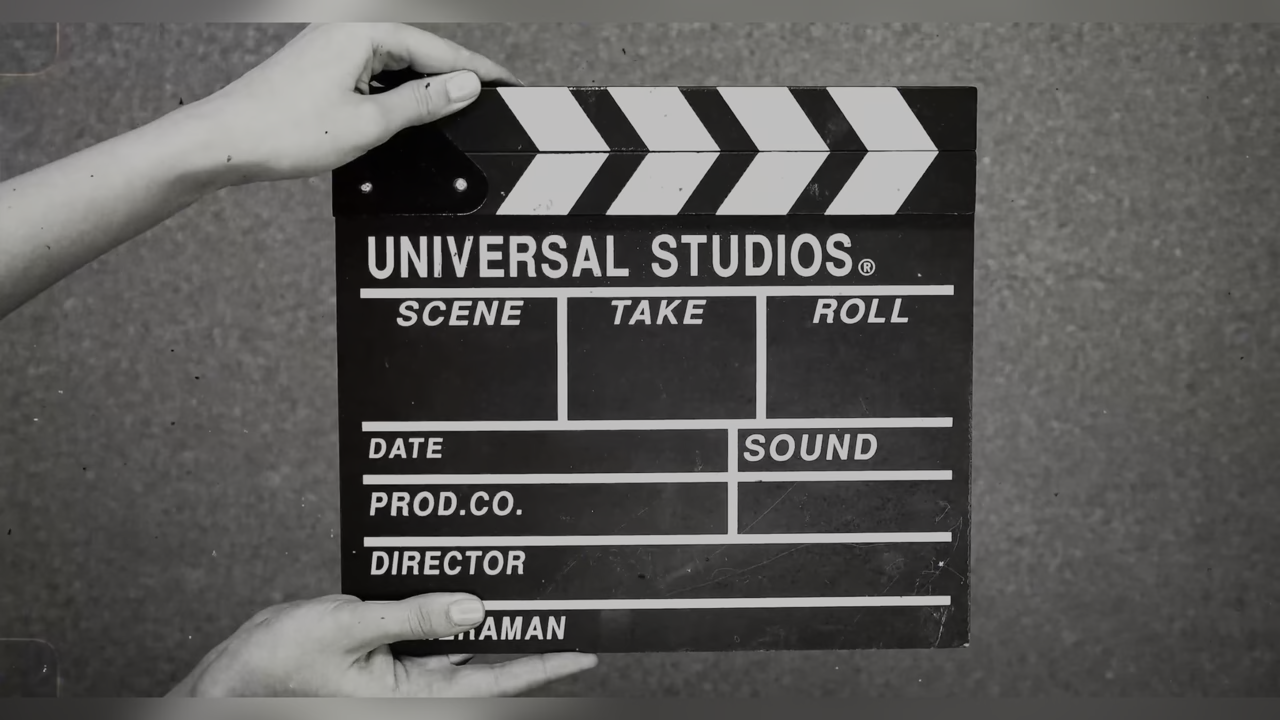 UNIVERSAL STUDIOS®
SCENE TAKE ROLL
DATE SOUND
PROD.CO.
DIRECTOR